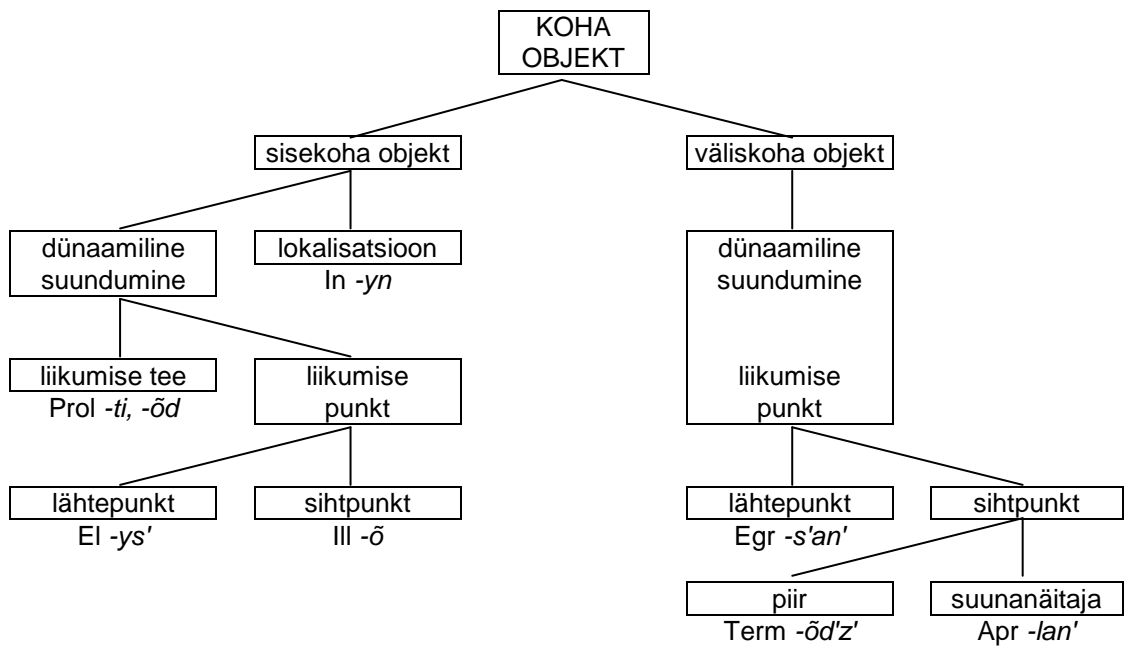 KOHA
OBJEKT
sisekoha objekt
väliskoha objekt
dünaamiline
suundumine
lokalisatsioon
In -yn
dünaamiline
suundumine
liikumise tee
Prol -ti, -õd
liikumise
punkt
liikumise
punkt
lähtepunkt
El -ys'
sihtpunkt
Ill -õ
lähtepunkt
Egr -s'an'
sihtpunkt
piir
Term -õd'z'
suunanäitaja
Apr -lan'